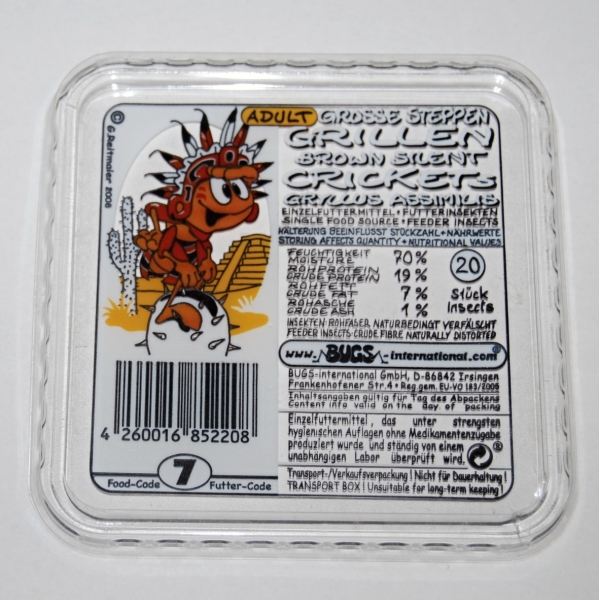 © G.Reitmaier 2006
ADULT GROSSE STEPPEN
GRILLEN
BROWN SILENT
CRICKETs
GRYLLUS ASSIMILIS
EINZELFUTTERMITTEL • FUTTERINSEKTEN
SINGLE FOOD SOURCE • FEEDER INSECTS
HÄLTERUNG BEEINFLUSST STÜCKZAHL + NÄHRWERTE
STORING AFFECTS QUANTITY + NUTRITIONAL VALUES
FEUCHTIGKEIT
MOISTURE 70%
ROHPROTEIN
CRUDE PROTEIN 19%
ROHFETT
CRUDE FAT 7%
ROHASCHE
CRUDE ASH 1%
20
Stück
Insects
INSEKTEN ROHFASER NATURBEDINGT VERFÄLSCHT
FEEDER INSECTS-CRUDE FIBRE NATURALLY DISTORTED
www.BUGS-international.com®
BUGS-international GmbH, D-86842 Irsingen
Frankenhofener Str.4 • Reg.gem. EU-VO 183/2005
Inhaltsangaben gültig für Tag des Abpackens
Content info valid on the day of packing
Einzelfuttermittel, das unter strengsten
hygienischen Auflagen ohne Medikamentenzugabe
produziert wurde und ständig von einem
unabhängigen Labor überprüft wird. ®
Transport-/Verkaufsverpackung! Nicht für Dauerhaltung!
TRANSPORT BOX! Unsuitable for long-term keeping!
4 260016 852208
Food-Code 7 Futter-Code